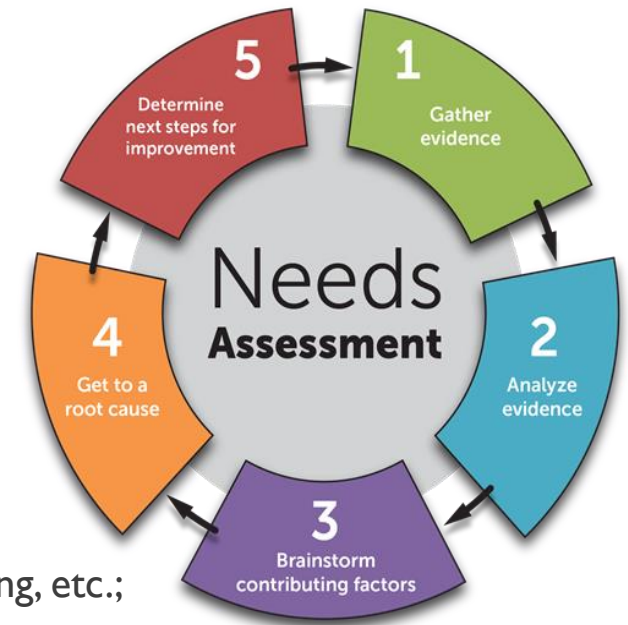 5
Determine
next steps for
improvement
1
Gather
evidence
Needs
Assessment
4
Get to a
root cause
2
Analyze
evidence
3
Brainstorm
contributing factors
etc.;